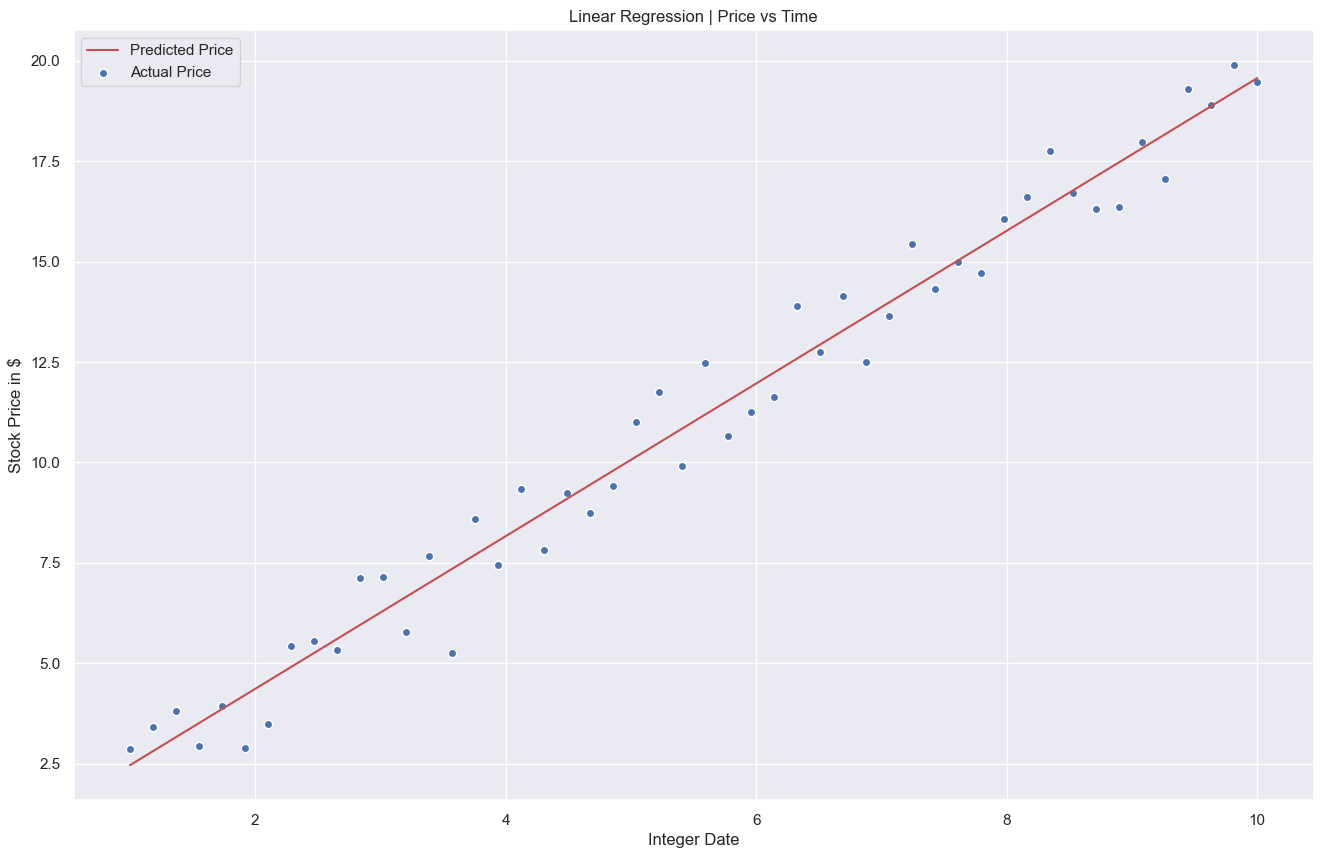 Linear Regression | Price vs Time
Predicted Price
Actual Price
20.0
17.5
15.0
12.5
10.0
7.5
5.0
2.5
Stock Price in $
2 4 6 8 10
Integer Date